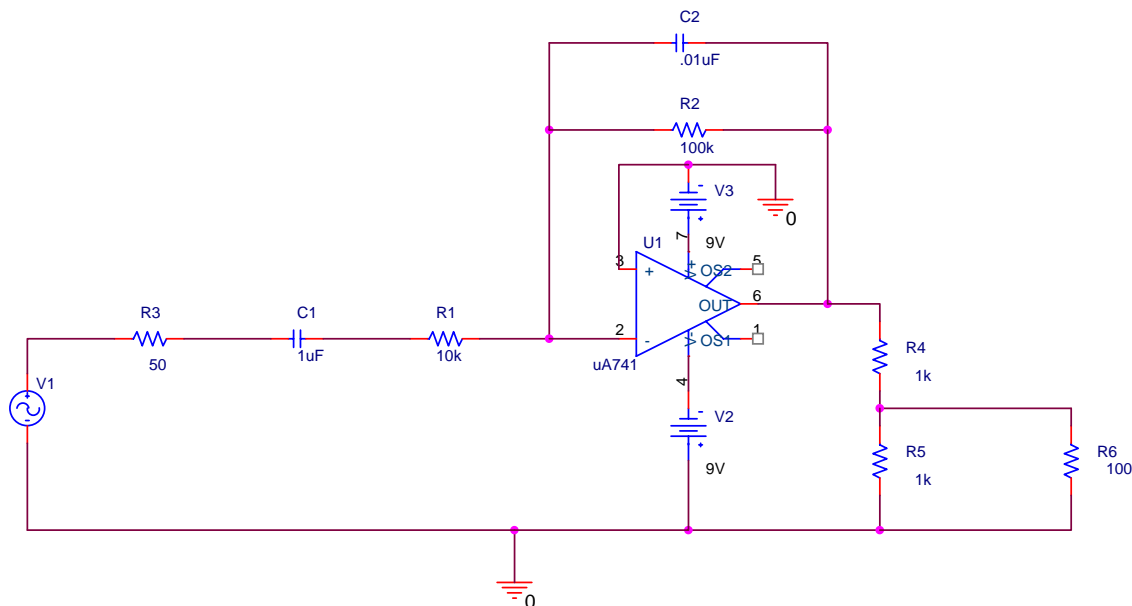 C2
.01uF
R2
100k
V3
0
9V
U1
7
V+
3
+
OS2
5
OUT
6
2
-
V-
OS1
1
uA741
4
R3
50
C1
1uF
R1
10k
V1
V2
9V
R4
1k
R5
1k
R6
100
0